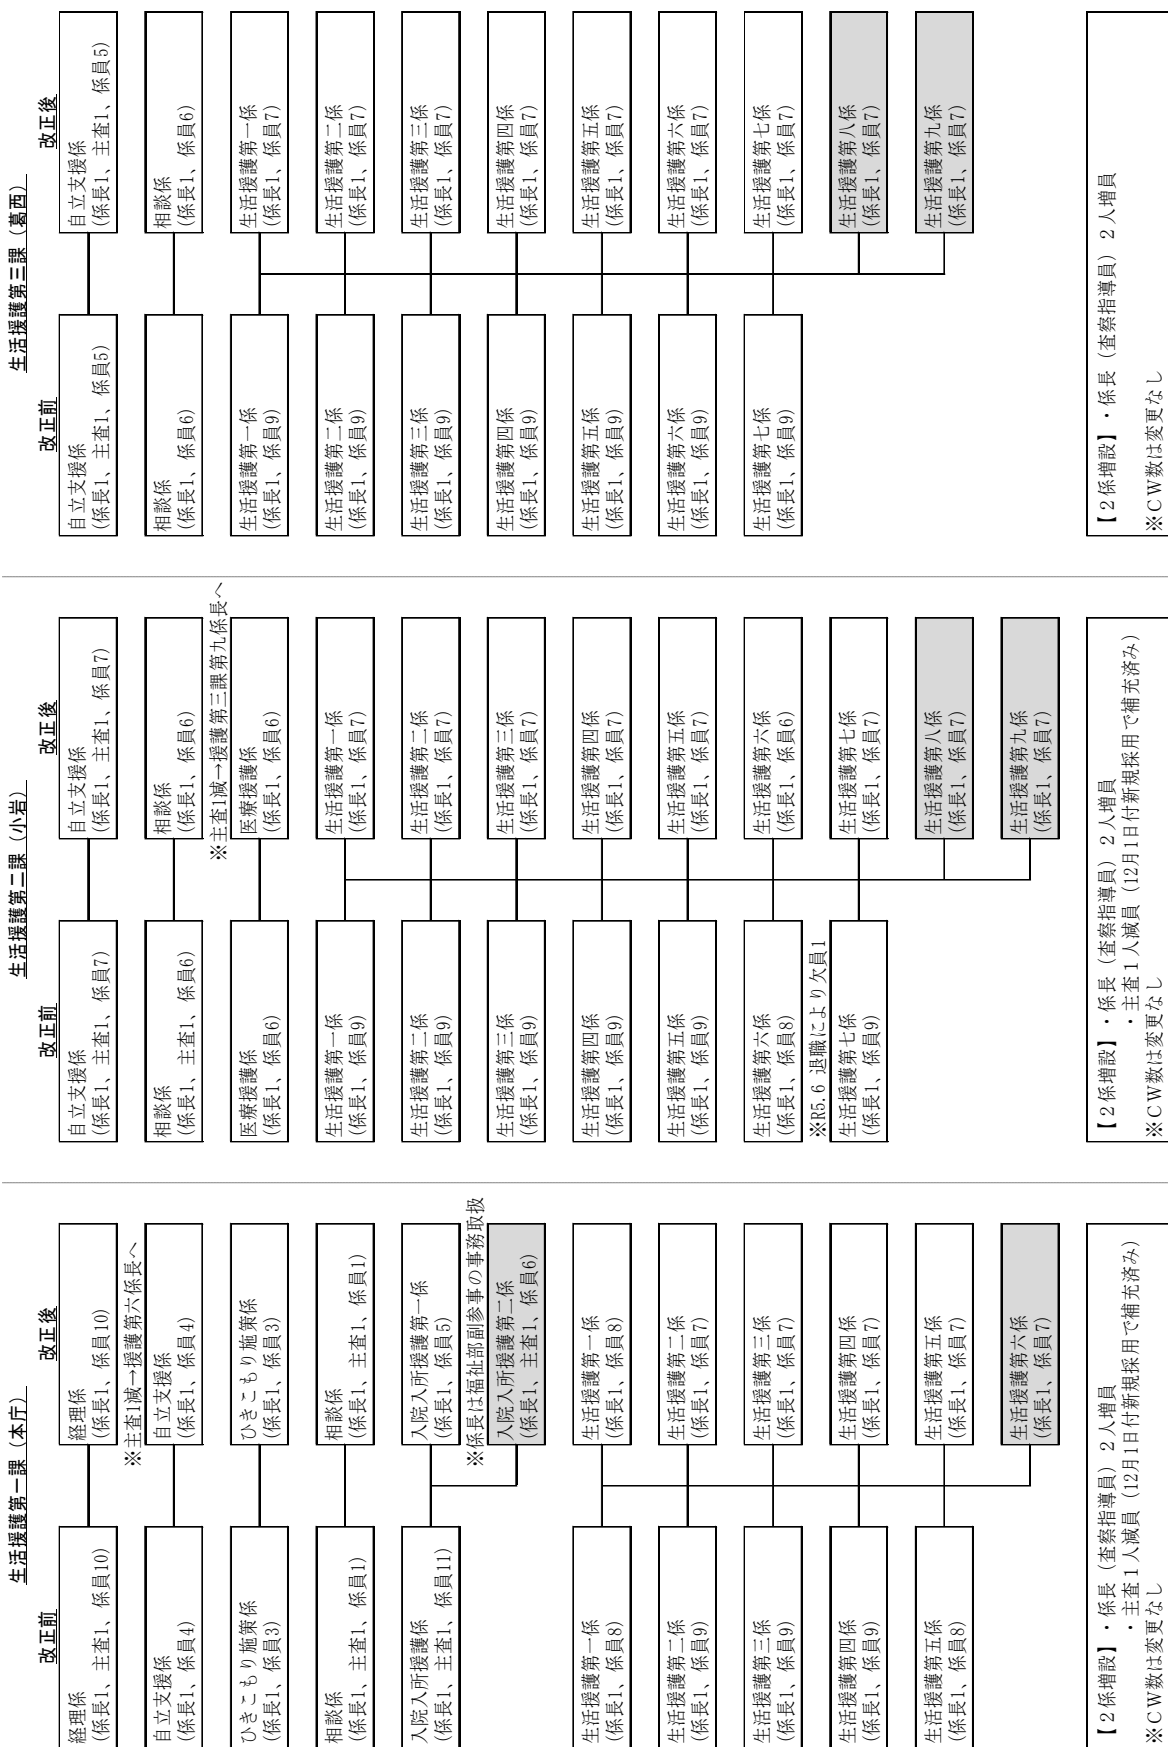 生活援護第一課（本庁）
改正前
経理係
(係長1、主査1、係員10)
自立支援係
(係長1、係員4)
ひきこもり施策係
(係長1、係員3)
相談係
(係長1、主査1、係員1)
入院入所援護係
(係長1、主査1、係員11)
生活援護第一係
(係長1、係員8)
生活援護第二係
(係長1、係員9)
生活援護第三係
(係長1、係員9)
生活援護第四係
(係長1、係員9)
生活援護第五係
(係長1、係員8)
改正後
経理係
(係長1、係員10)
※主査1減→援護第六係長へ
自立支援係
(係長1、係員4)
ひきこもり施策係
(係長1、係員3)
相談係
(係長1、主査1、係員1)
入院入所援護第一係
(係長1、係員5)
※係長は福祉部副参事の事務取扱
入院入所援護第二係
(係長1、主査1、係員6)
生活援護第一係
(係長1、係員8)
生活援護第二係
(係長1、係員7)
生活援護第三係
(係長1、係員7)
生活援護第四係
(係長1、係員7)
生活援護第五係
(係長1、係員7)
生活援護第六係
(係長1、係員7)
【２係増設】・係長（査察指導員）２人増員
・主査１人減員（12月1日付新規採用で補充済み）
※ＣＷ数は変更なし
生活援護第二課（小岩）
改正前
自立支援係
(係長1、主査1、係員7)
相談係
(係長1、主査1、係員6)
医療援護係
(係長1、係員6)
生活援護第一係
(係長1、係員9)
生活援護第二係
(係長1、係員9)
生活援護第三係
(係長1、係員9)
生活援護第四係
(係長1、係員9)
生活援護第五係
(係長1、係員9)
生活援護第六係
(係長1、係員8)
※R5.6 退職により欠員1
生活援護第七係
(係長1、係員9)
改正後
自立支援係
(係長1、主査1、係員7)
相談係
(係長1、係員6)
※主査1減→援護第三課第九係長へ
医療援護係
(係長1、係員6)
生活援護第一係
(係長1、係員7)
生活援護第二係
(係長1、係員7)
生活援護第三係
(係長1、係員7)
生活援護第四係
(係長1、係員7)
生活援護第五係
(係長1、係員7)
生活援護第六係
(係長1、係員6)
生活援護第七係
(係長1、係員7)
生活援護第八係
(係長1、係員7)
生活援護第九係
(係長1、係員7)
【２係増設】・係長（査察指導員）２人増員
・主査１人減員（12月1日付新規採用で補充済み）
※ＣＷ数は変更なし
生活援護第三課（葛西）
改正前
自立支援係
(係長1、主査1、係員5)
相談係
(係長1、係員6)
生活援護第一係
(係長1、係員9)
生活援護第二係
(係長1、係員9)
生活援護第三係
(係長1、係員9)
生活援護第四係
(係長1、係員9)
生活援護第五係
(係長1、係員9)
生活援護第六係
(係長1、係員9)
生活援護第七係
(係長1、係員9)
改正後
自立支援係
(係長1、主査1、係員5)
相談係
(係長1、係員6)
生活援護第一係
(係長1、係員7)
生活援護第二係
(係長1、係員7)
生活援護第三係
(係長1、係員7)
生活援護第四係
(係長1、係員7)
生活援護第五係
(係長1、係員7)
生活援護第六係
(係長1、係員7)
生活援護第七係
(係長1、係員7)
生活援護第八係
(係長1、係員7)
生活援護第九係
(係長1、係員7)
【２係増設】・係長（査察指導員）２人増員
※ＣＷ数は変更なし